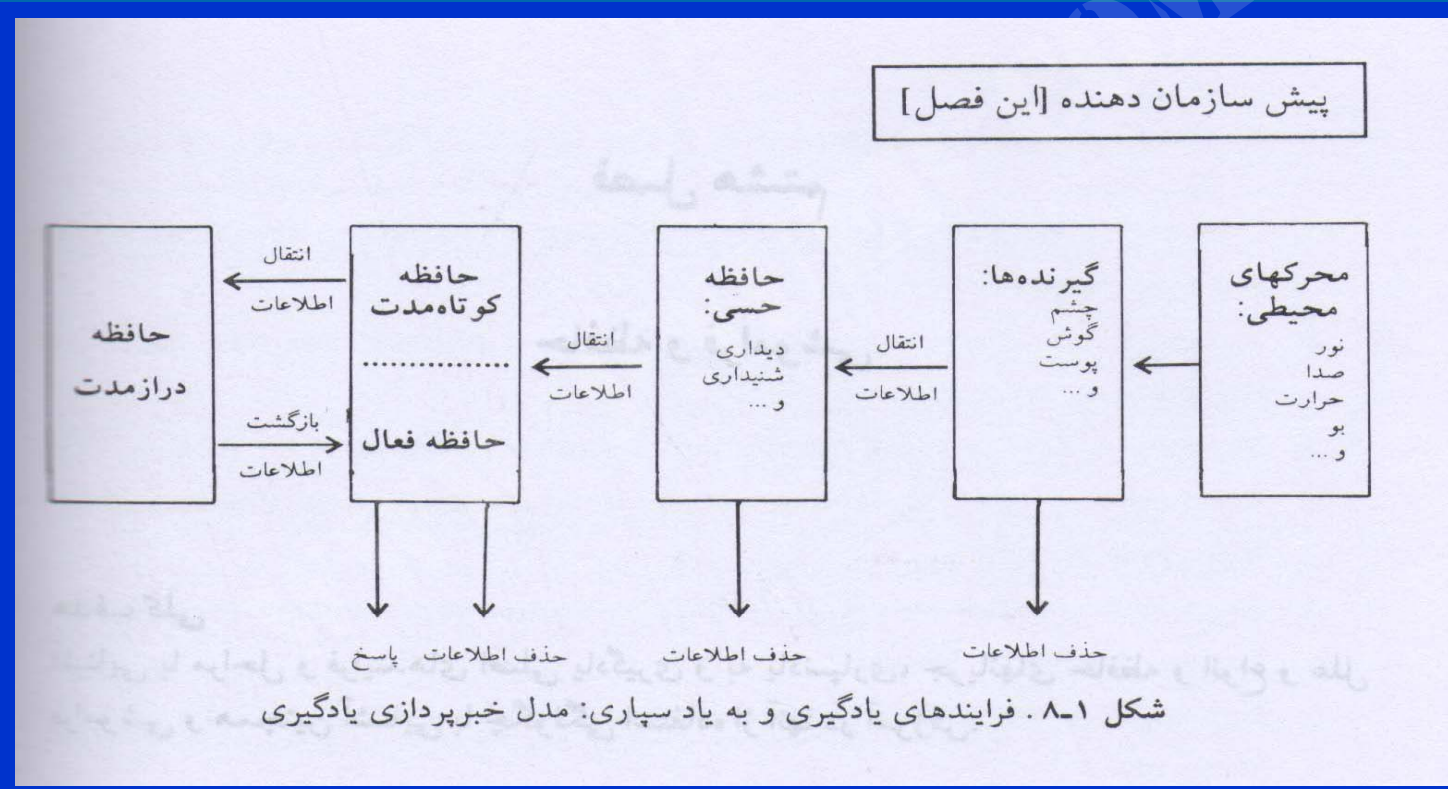 پیش سازمان دهنده [این فصل]
محرکهای
محیطی:
نور
صدا
حرارت
بو
و ...
گیرنده‌ها:
چشم
گوش
پوست
و ...
حذف اطلاعات
انتقال
اطلاعات
حافظه
حسی:
دیداری
شنیداری
و ...
حذف اطلاعات
انتقال
اطلاعات
حافظه
کوتاه‌مدت
حافظه فعال
حذف اطلاعات
پاسخ
انتقال
اطلاعات
بازگشت
اطلاعات
حافظه
درازمدت
شکل ۱-۸. فرایندهای یادگیری و به یاد سپاری: مدل خبرپردازی یادگیری